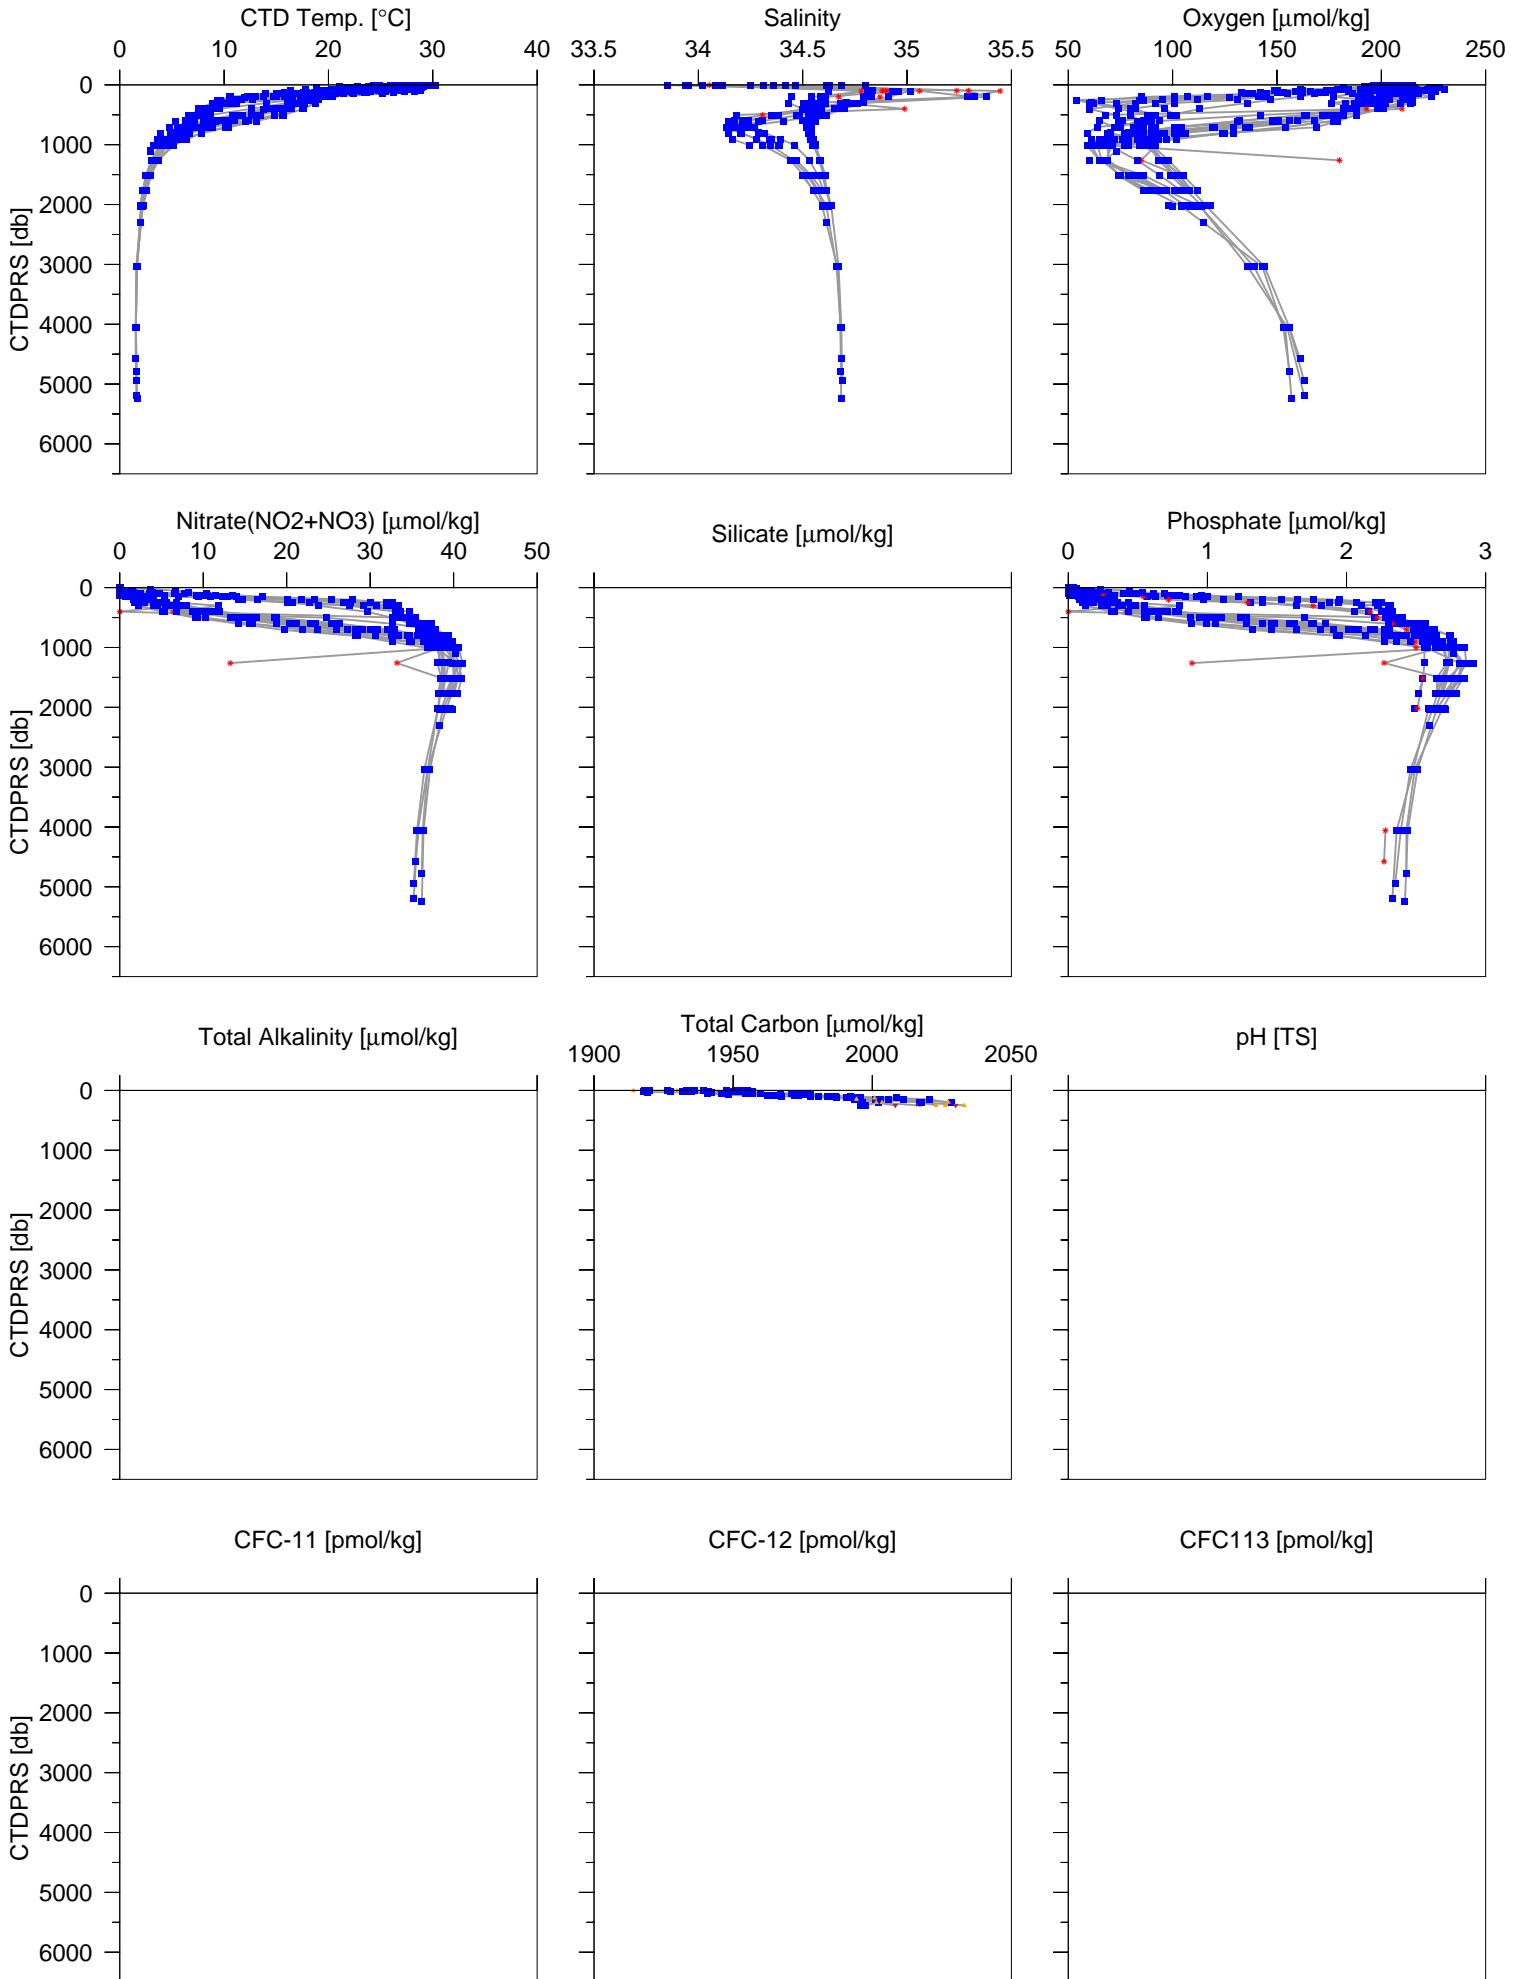 CTD Temp. [°C] Salinity Oxygen [μmol/kg]
0 10 20 30 40 33.5 34 34.5 35 35.5 50 100 150 200 250
0
1000
2000
3000
4000
5000
6000
CTDPRS [db]
Nitrate(NO2+NO3) [μmol/kg] Silicate [μmol/kg] Phosphate [μmol/kg]
0 10 20 30 40 50 0 1 2 3
0
1000
2000
3000
4000
5000
6000
CTDPRS [db]
Total Alkalinity [μmol/kg] Total Carbon [μmol/kg] pH [TS]
1900 1950 2000 2050
0
1000
2000
3000
4000
5000
6000
CTDPRS [db]
CFC-11 [pmol/kg] CFC-12 [pmol/kg] CFC113 [pmol/kg]
0
1000
2000
3000
4000
5000
6000
CTDPRS [db]